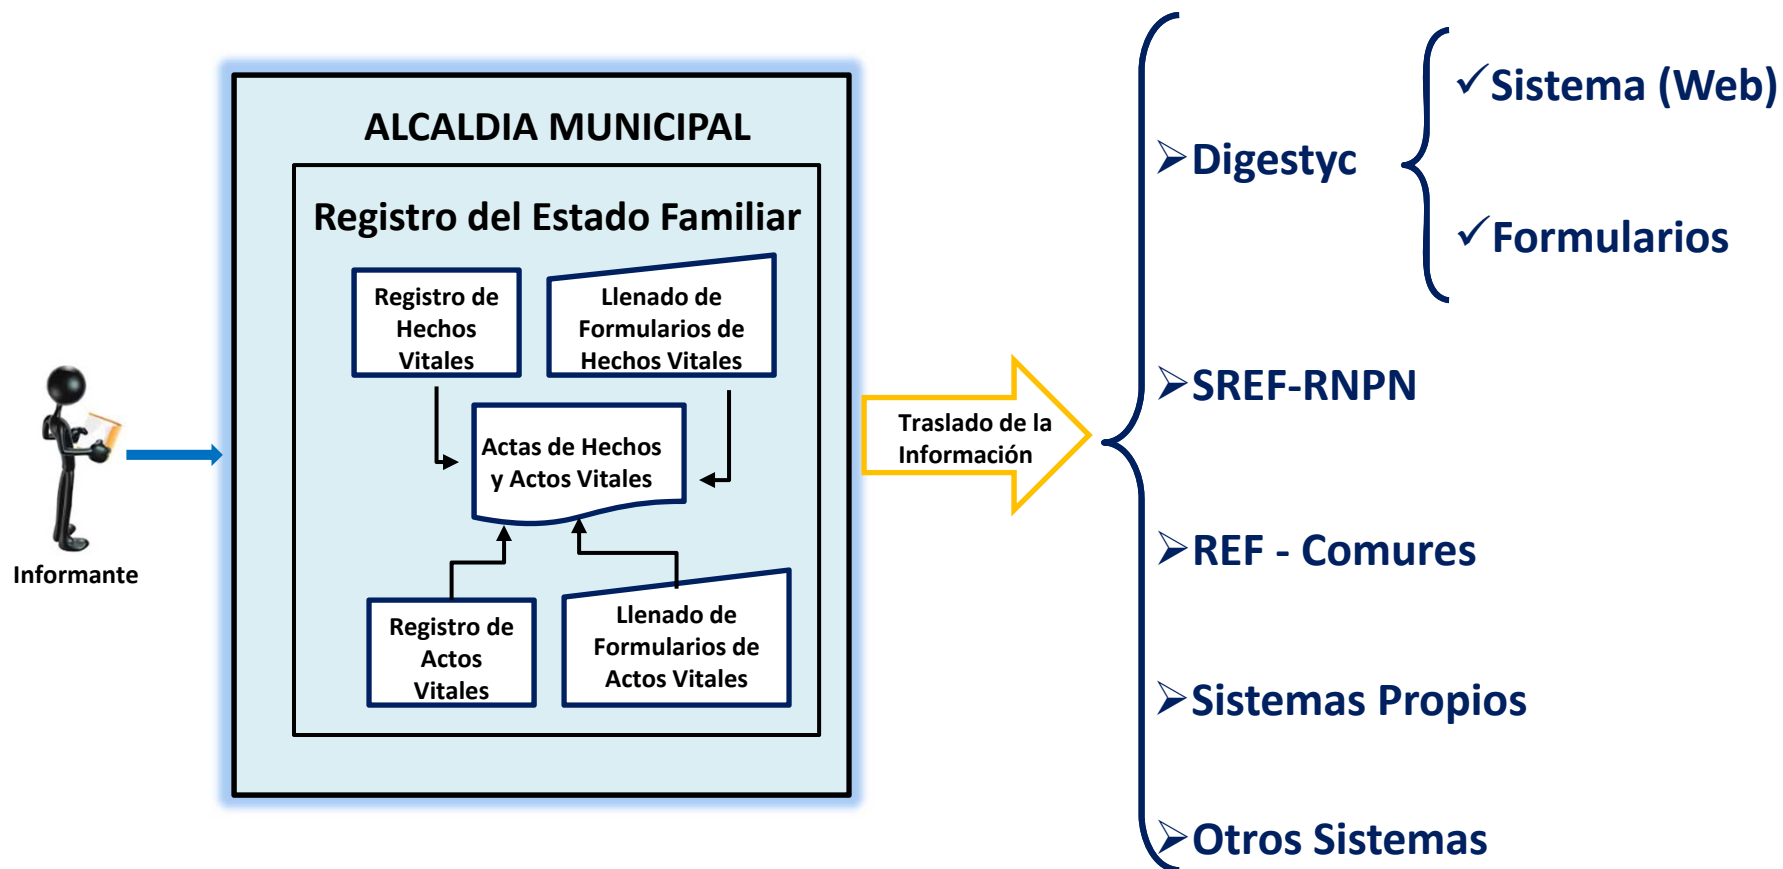 ALCALDIA MUNICIPAL
Registro del Estado Familiar
Registro de
Hechos
Vitales
Llenado de
Formularios de
Hechos Vitales
Actas de Hechos
y Actos Vitales
Registro de
Actos
Vitales
Llenado de
Formularios de
Actos Vitales
Informante
Traslado de la
Información
Digestyc
Sistema (Web)
Formularios
SREF-RNPN
REF - Comures
Sistemas Propios
Otros Sistemas